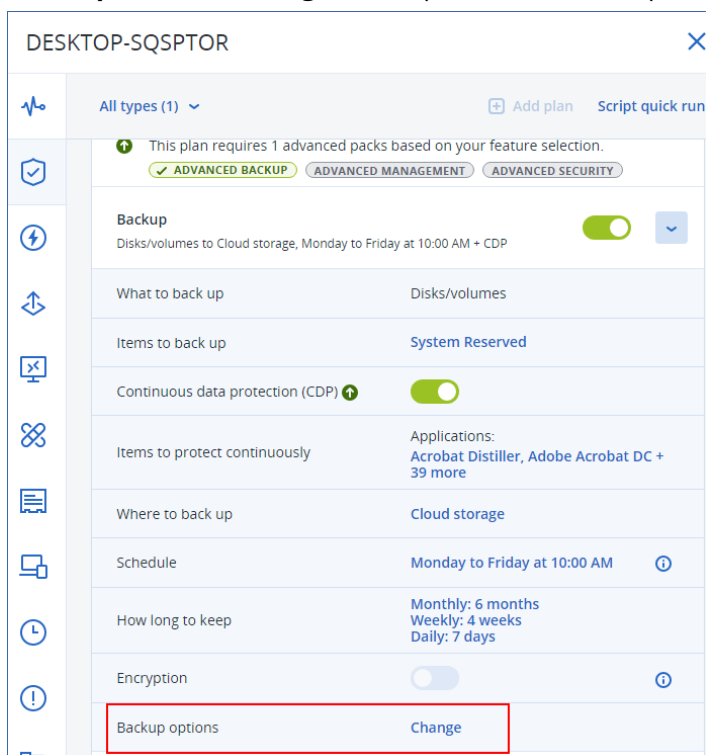 DESKTOP-SQSPTOR
All types (1)
Add plan
Script quick run
This plan requires 1 advanced packs based on your feature selection.
ADVANCED BACKUP
ADVANCED MANAGEMENT
ADVANCED SECURITY
Backup
Disks/volumes to Cloud storage, Monday to Friday at 10:00 AM + CDP
What to back up
Disks/volumes
Items to back up
System Reserved
Continuous data protection (CDP)
Items to protect continuously
Applications:
Acrobat Distiller, Adobe Acrobat DC +
39 more
Where to back up
Cloud storage
Schedule
Monday to Friday at 10:00 AM
How long to keep
Monthly: 6 months
Weekly: 4 weeks
Daily: 7 days
Encryption
Backup options
Change